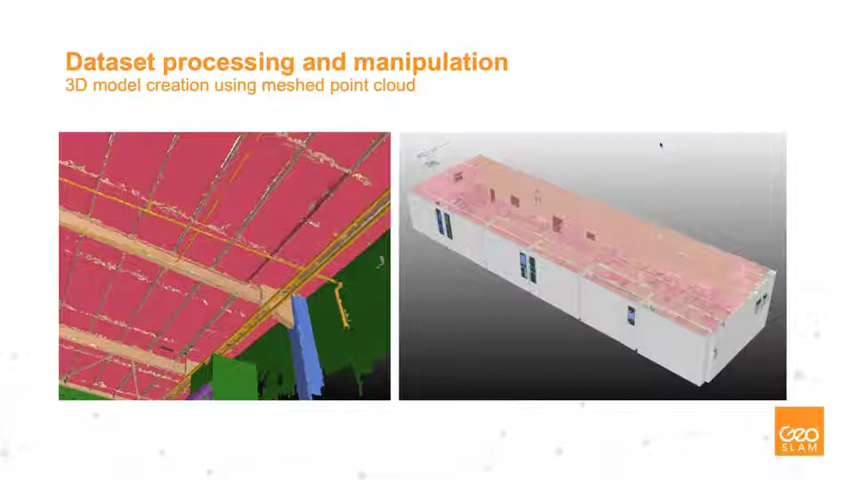 Dataset processing and manipulation
3D model creation using meshed point cloud
Geo
SLAM